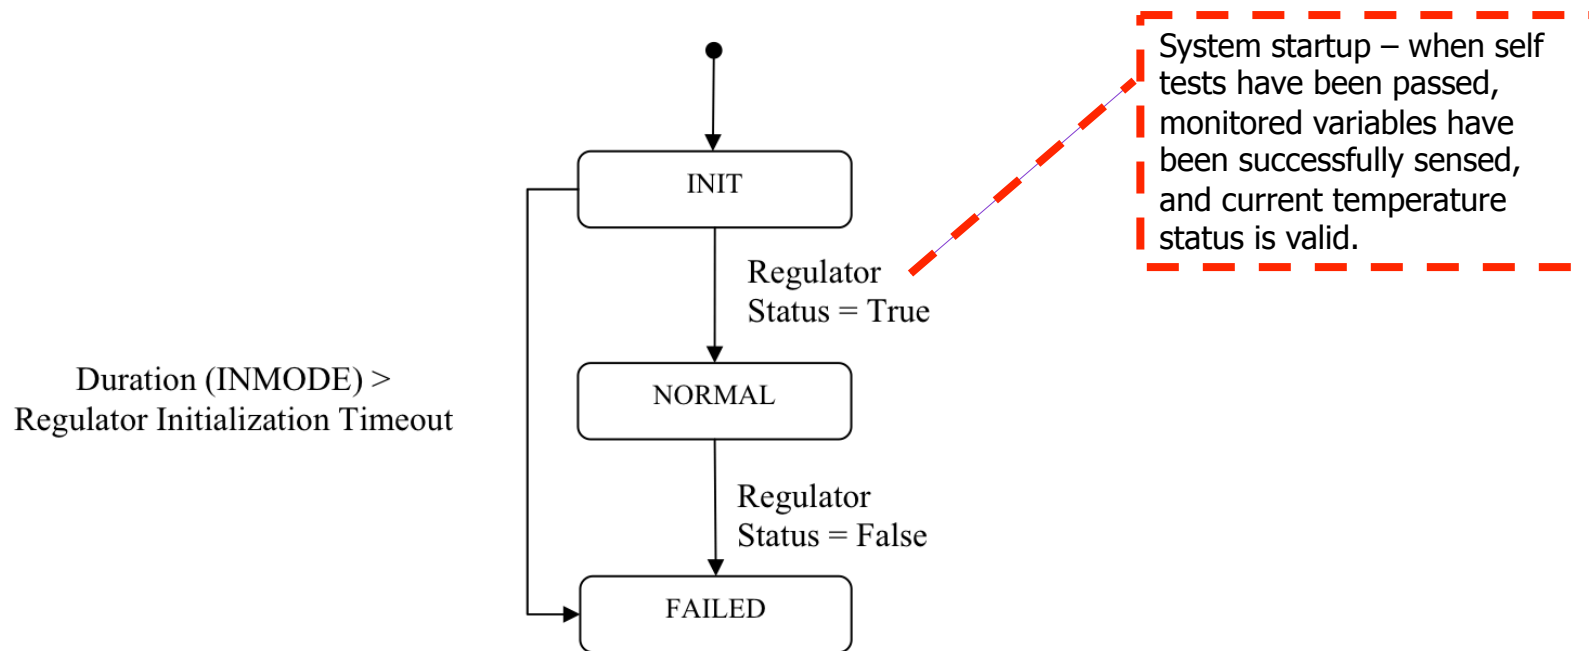 System startup – when self
tests have been passed,
monitored variables have
been successfully sensed,
and current temperature
status is valid.
INIT
Regulator
Status = True
Duration (INMODE) >
Regulator Initialization Timeout
NORMAL
Regulator
Status = False
FAILED